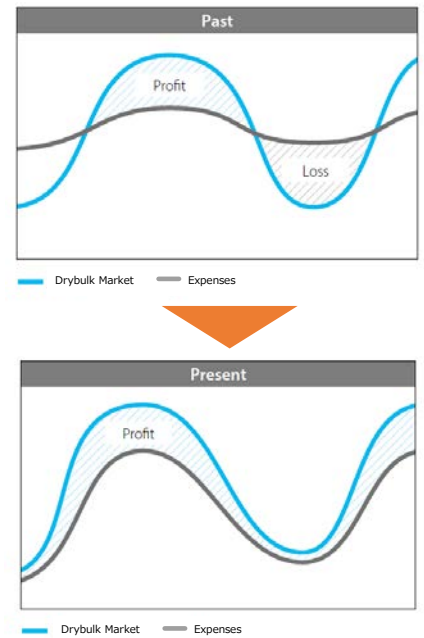 Past
Profit
Loss
Drybulk Market Expenses
Present
Profit
Drybulk Market Expenses